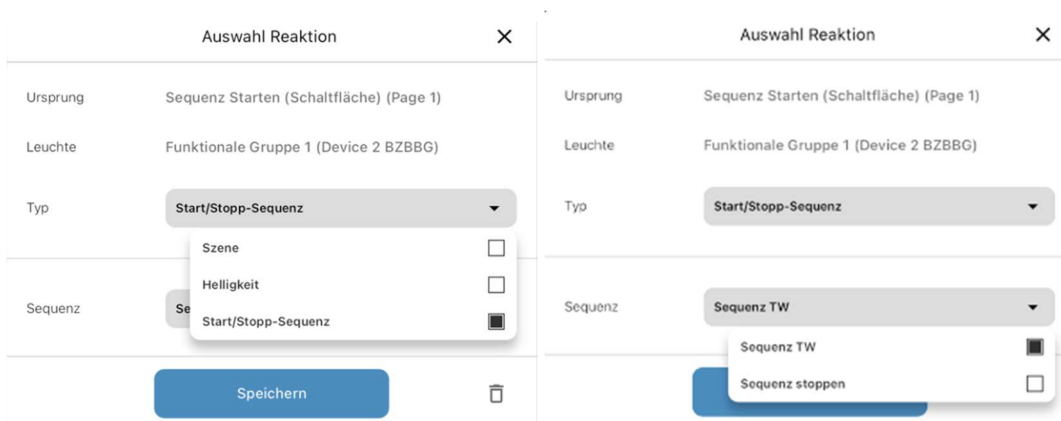 Auswahl Reaktion
Ursprung Sequenz Starten (Schaltfläche) (Page 1)
Leuchte Funktionale Gruppe 1 (Device 2 BZBBG)
Typ Start/Stopp-Sequenz
Szene
Helligkeit
Start/Stopp-Sequenz
Sequenz Se
Speichern
Auswahl Reaktion
Ursprung Sequenz Starten (Schaltfläche) (Page 1)
Leuchte Funktionale Gruppe 1 (Device 2 BZBBG)
Typ Start/Stopp-Sequenz
Sequenz Sequenz TW
Sequenz TW
Sequenz stoppen